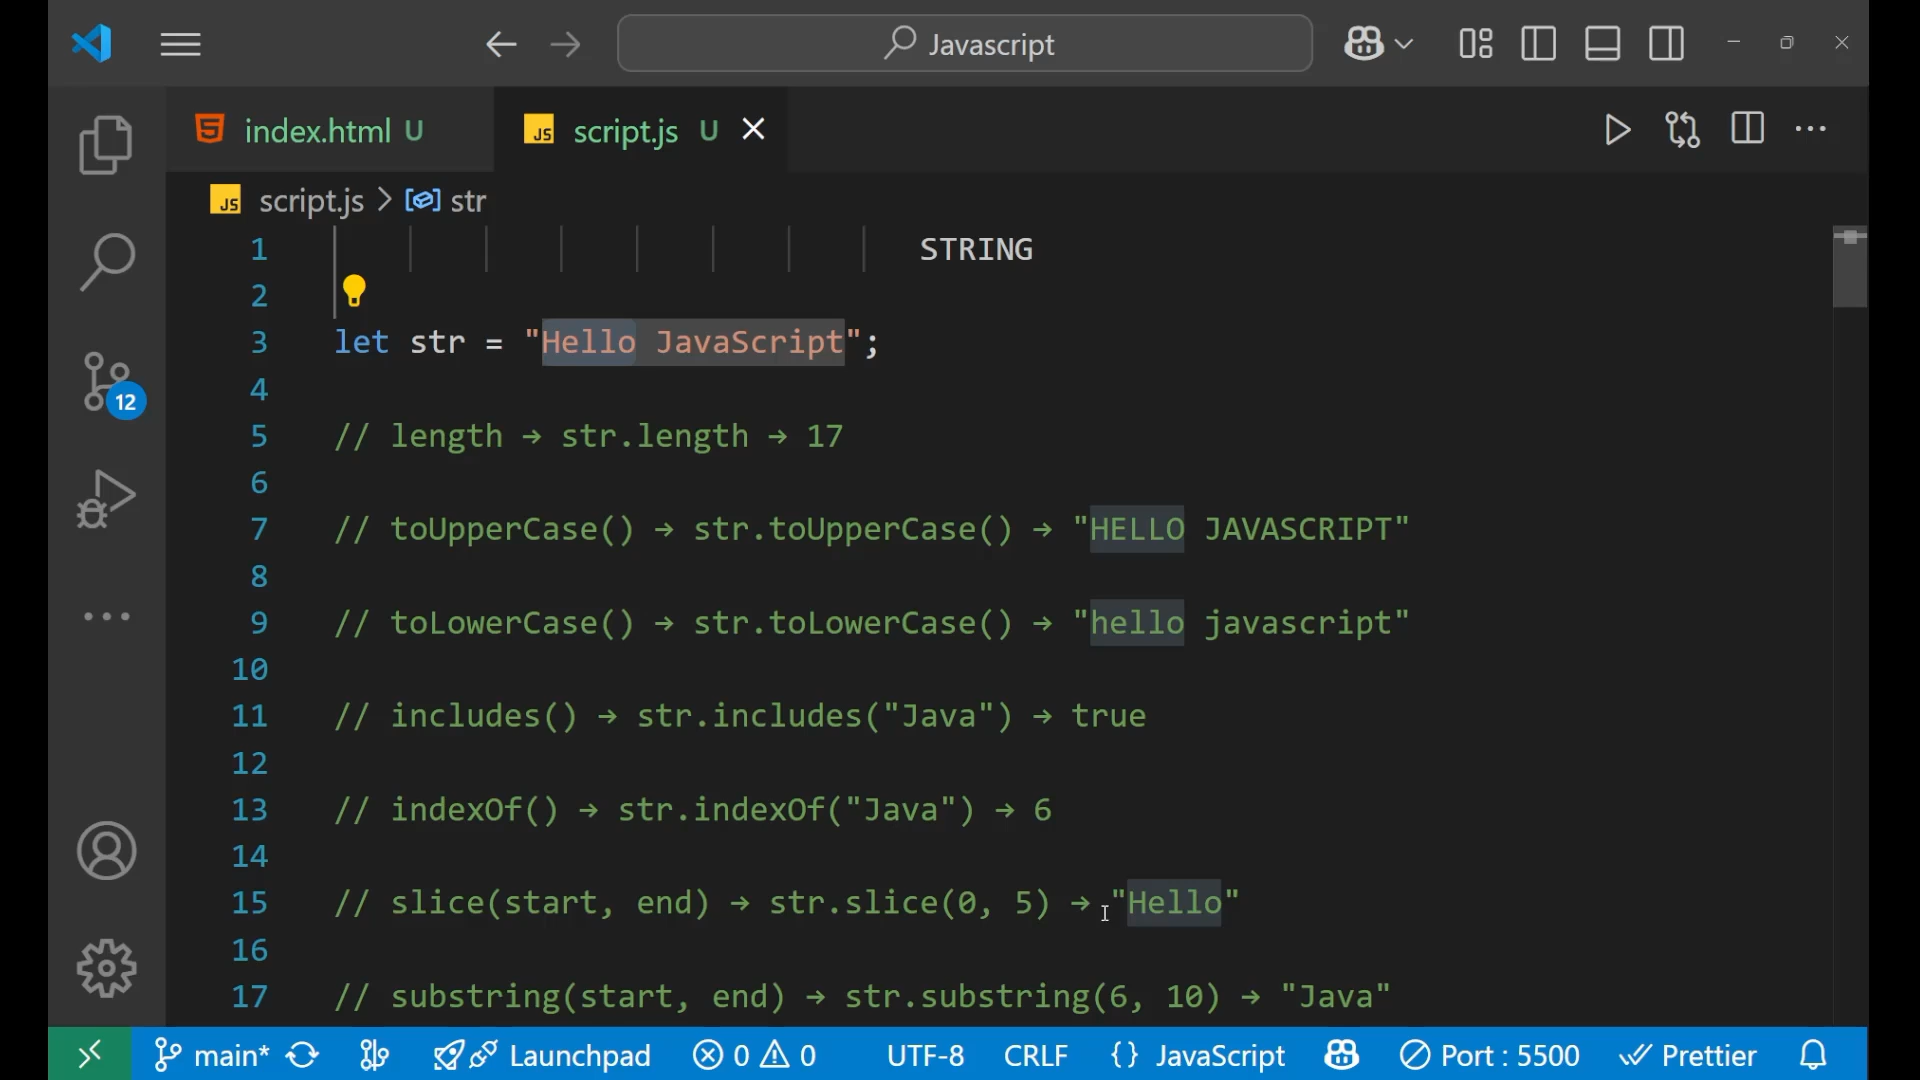 Javascript
index.html U
JS script.js U
JS script.js > str
1 STRING
2
3 let str = "Hello JavaScript";
4
5 // length → str.length → 17
6
7 // toUpperCase() → str.toUpperCase() → "HELLO JAVASCRIPT"
8
9 // toLowerCase() → str.toLowerCase() → "hello javascript"
10
11 // includes() → str.includes("Java") → true
12
13 // indexOf() → str.indexOf("Java") → 6
14
15 // slice(start, end) → str.slice(0, 5) → "Hello"
16
17 // substring(start, end) → str.substring(6, 10) → "Java"
12
main* Launchpad 0 0 UTF-8 CRLF {} JavaScript Port : 5500 Prettier